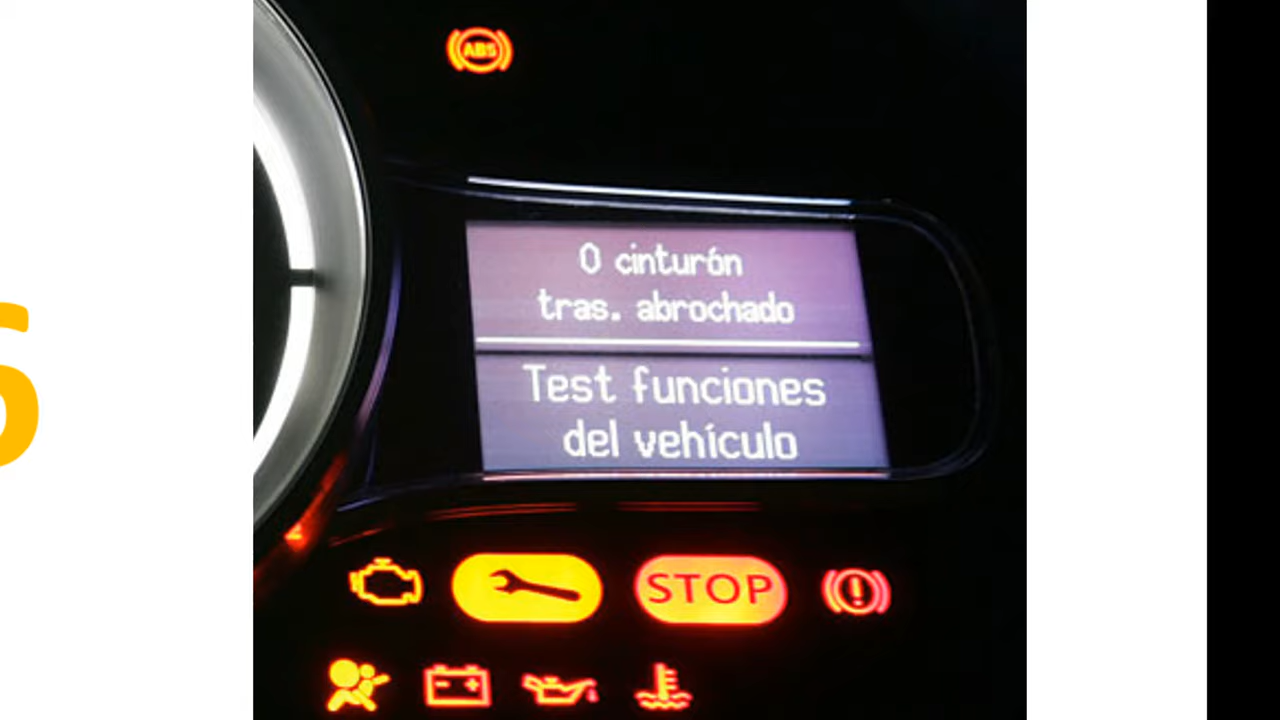 ABS
0 cinturón
tras. abrochado
Test funciones
del vehículo
STOP